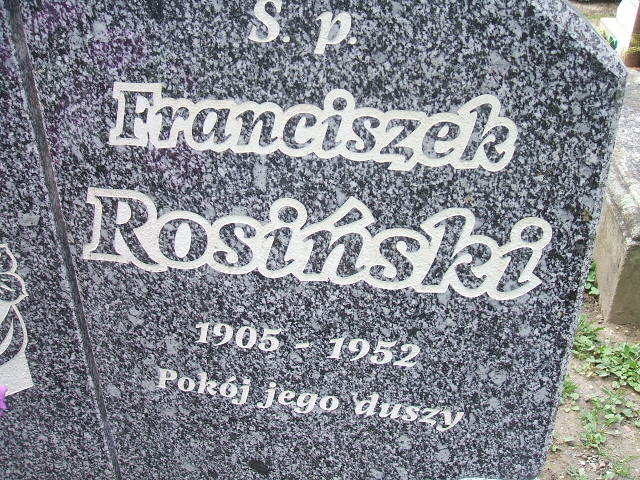 S. p.
Franciszek
Rosiński
1905 - 1952
Pokój jego duszy